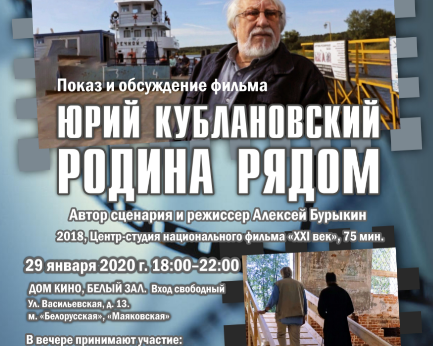 Показ и обсуждение фильма
ЮРИЙ КУБЛАНОВСКИЙ
РОДИНА РЯДОМ
Автор сценария и режиссер Алексей Бурыкин
2018, Центр-студия национального фильма «XXI век», 75 мин.
29 января 2020 г. 18:00–22:00
ДОМ КИНО, БЕЛЫЙ ЗАЛ. Вход свободный
Ул. Васильевская, д. 13.
м. «Белорусская», «Маяковская»
В вечере принимают участие: